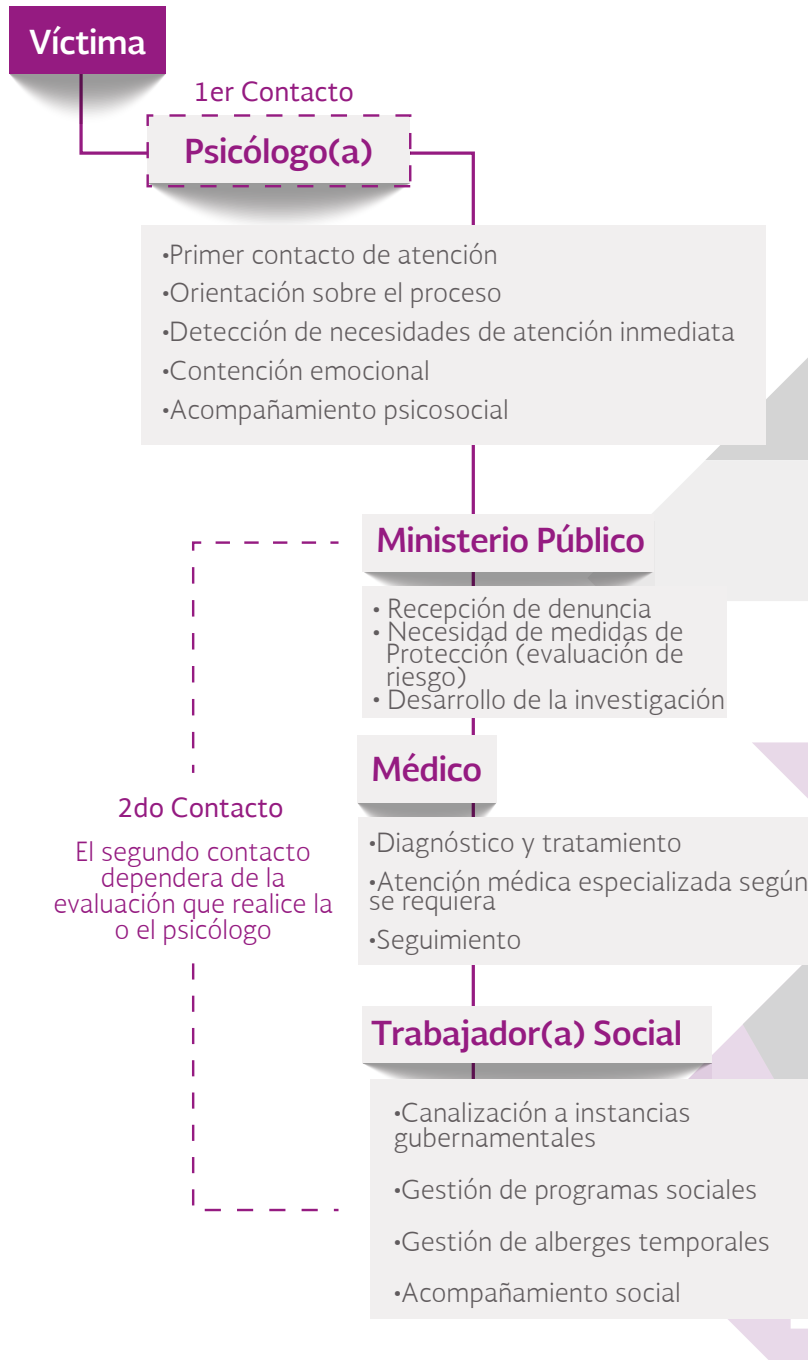 Víctima
1er Contacto
Psicólogo(a)
•Primer contacto de atención
•Orientación sobre el proceso
•Detección de necesidades de atención inmediata
•Contención emocional
•Acompañamiento psicosocial
Ministerio Público
• Recepción de denuncia
• Necesidad de medidas de
Protección (evaluación de
riesgo)
• Desarrollo de la investigación
2do Contacto
El segundo contacto
dependera de la
evaluación que realice la
o el psicólogo
Médico
•Diagnóstico y tratamiento
•Atención médica especializada según
se requiera
•Seguimiento
Trabajador(a) Social
•Canalización a instancias
gubernamentales
•Gestión de programas sociales
•Gestión de alberges temporales
•Acompañamiento social